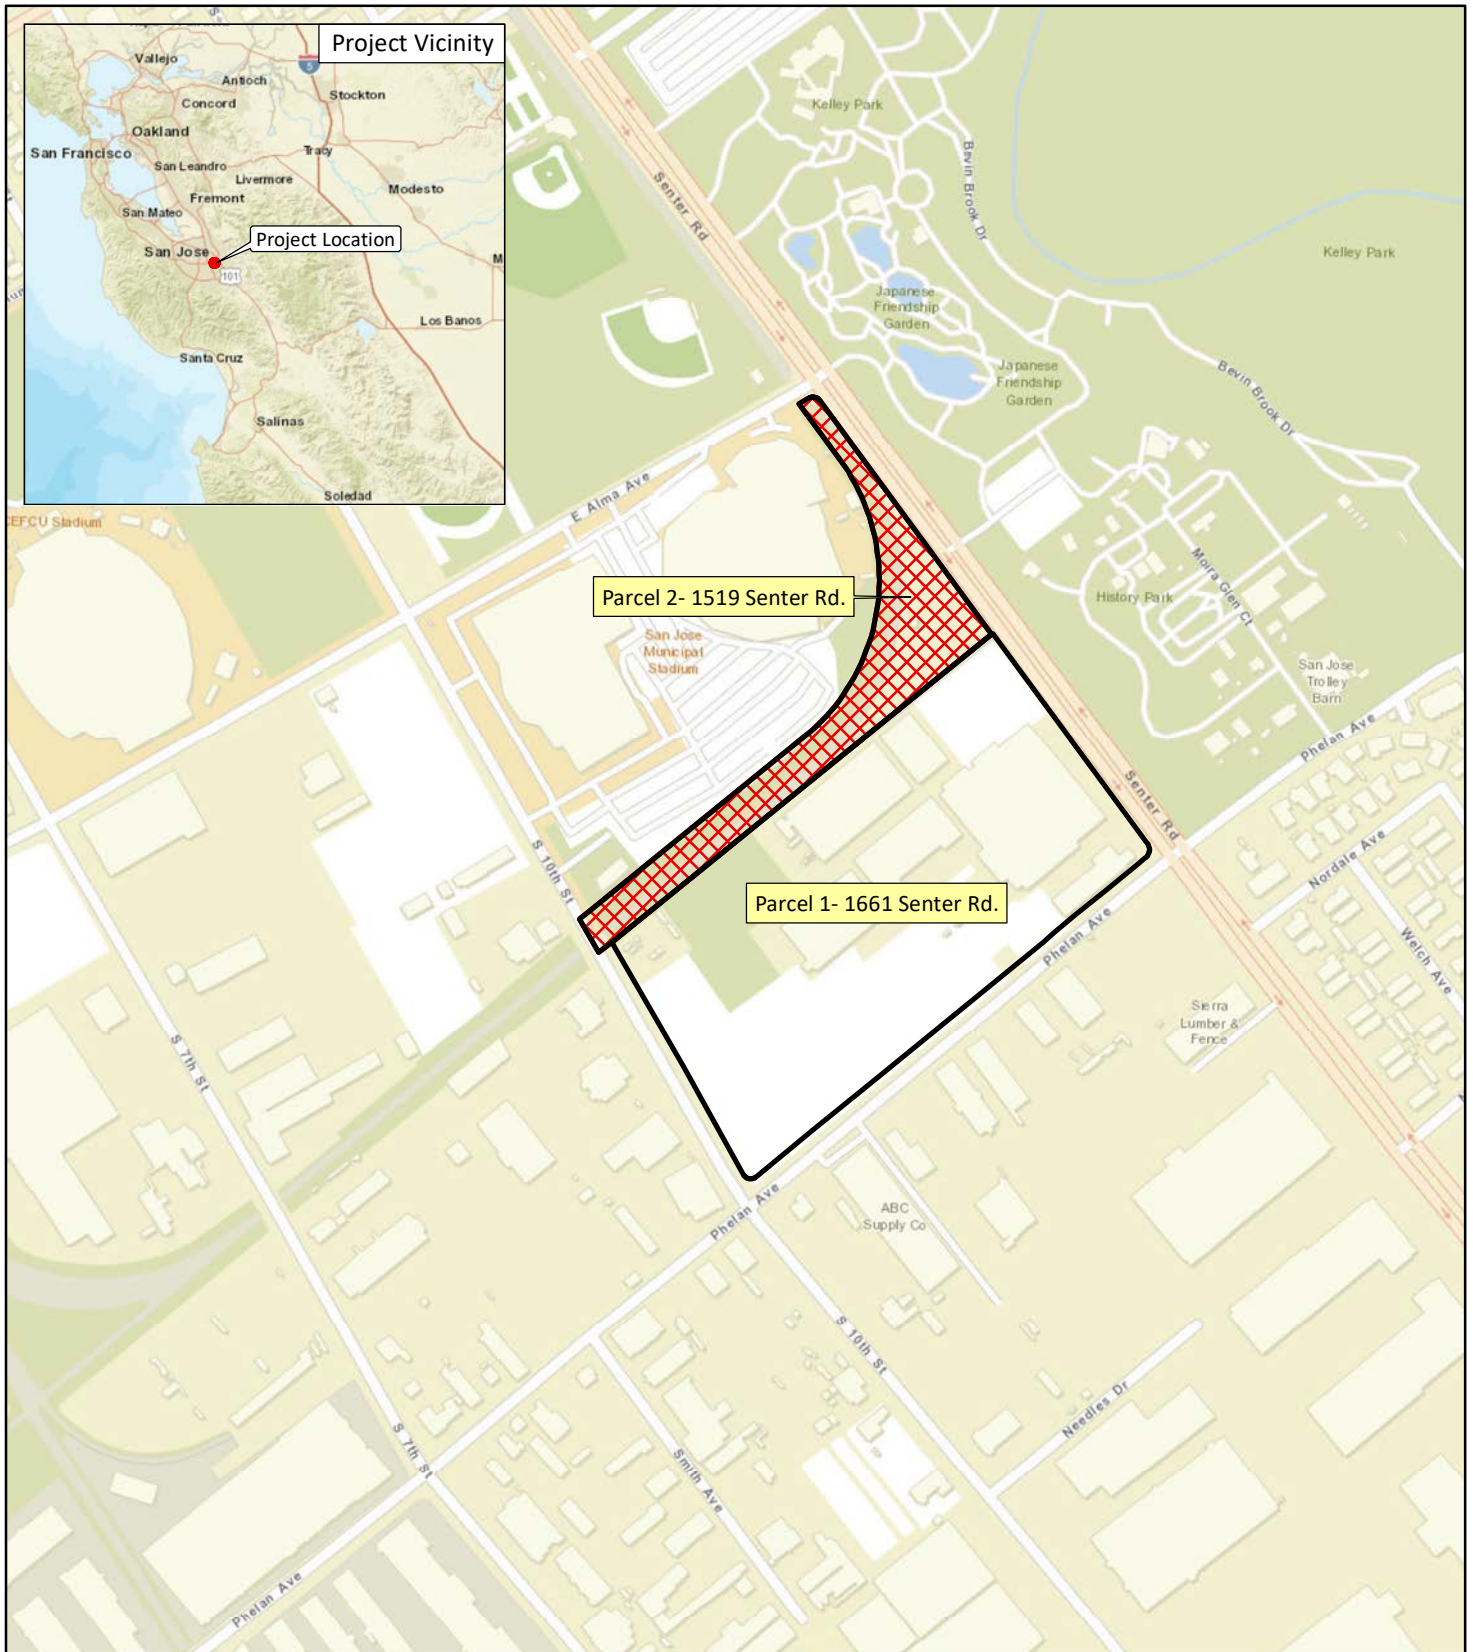 Project Vicinity
Vallejo
Antioch
Stockton
Concord
Oakland
San Francisco
Tracy
San Leandro
Livermore
Modesto
Fremont
San Mateo
Project Location
San Jose
101
5
Los Banos
Santa Cruz
Salinas
Soledad
Kelley Park
Senter Rd
Bevin Brook Dr
Kelley Park
Japanese
Friendship
Garden
Japanese
Friendship
Garden
Bevin Brook Dr
E Alma Ave
CEFCU Stadium
Parcel 2- 1519 Senter Rd.
San Jose
Municipal
Stadium
Moira Glen Ct
History Park
San Jose
Trolley
Barn
Phelan Ave
Senter Rd
Nordale Ave
S 10th St
Parcel 1- 1661 Senter Rd.
Phelan Ave
Welch Ave
Sierra
Lumber &
Fence
S 7th St
ABC
Supply Co
Phelan Ave
S 10th St
Needles Dr
S 7th St
Smith Ave
Phelan Ave